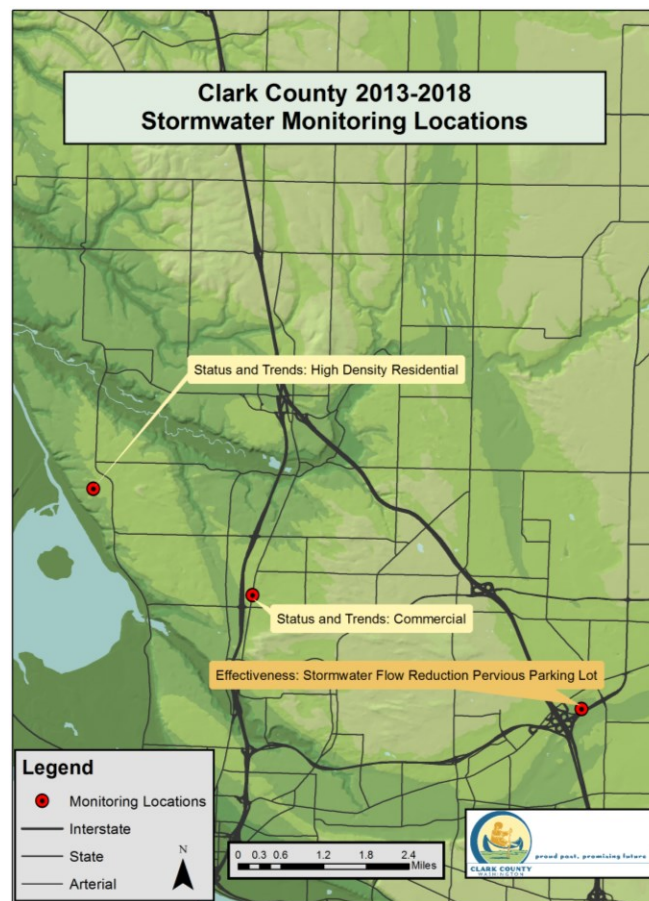 Clark County 2013-2018
Stormwater Monitoring Locations
Status and Trends: High Density Residential
Status and Trends: Commercial
Effectiveness: Stormwater Flow Reduction Pervious Parking Lot
Legend
Monitoring Locations
Interstate
State
Arterial
N
0 0.3 0.6 1.2 1.8 2.4
Miles
proud past, promising future
CLARK COUNTY
WASHINGTON